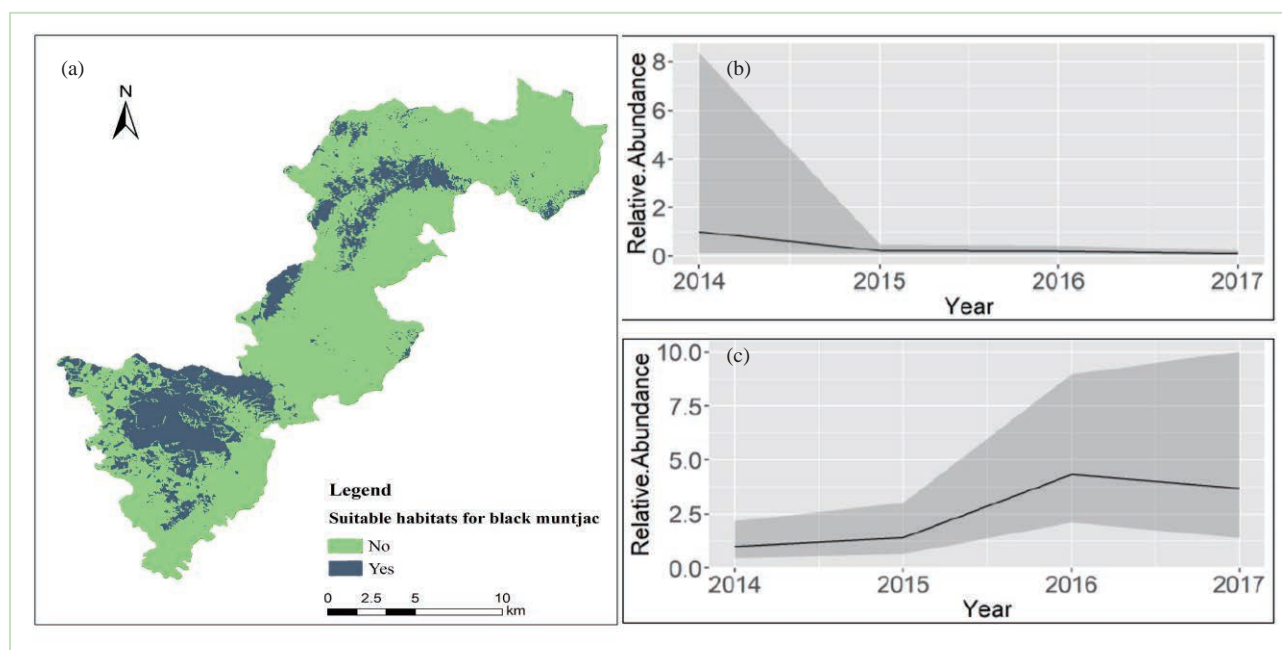 (a)
N
Legend
Suitable habitats for black muntjac
No
Yes
0 2.5 5 10
km
(b)
Relative.Abundance
8
6
4
2
0
2014 2015 2016 2017
Year
(c)
Relative.Abundance
10.0
7.5
5.0
2.5
0.0
2014 2015 2016 2017
Year